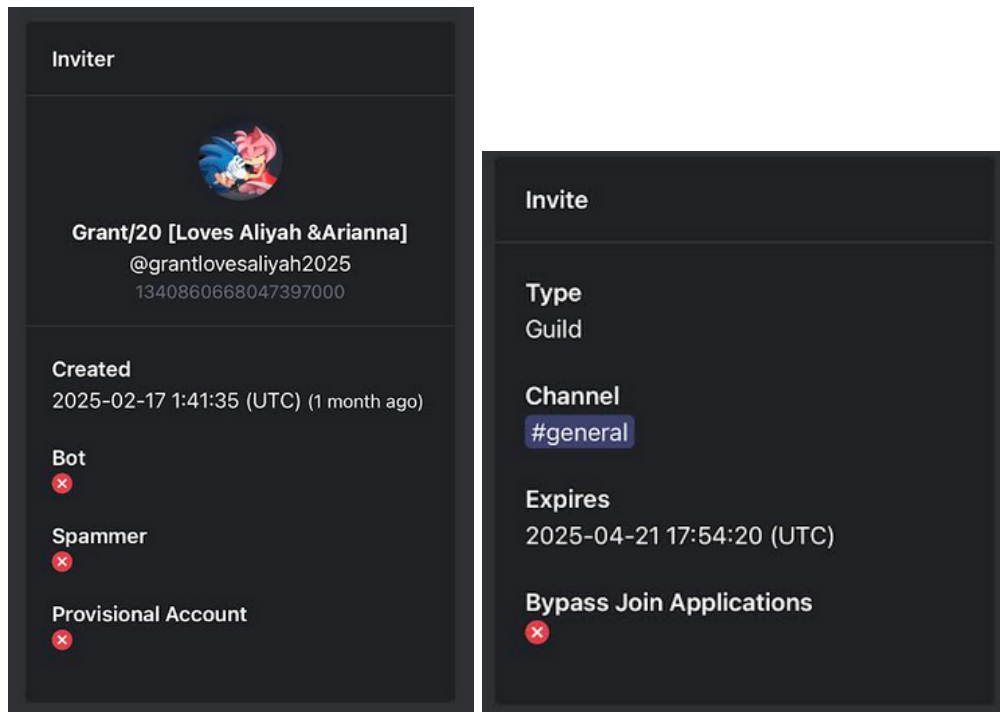 Inviter
Grant/20 [Loves Aliyah &Arianna]
@grantlovesaliyah2025
1340860668047397000
Created
2025-02-17 1:41:35 (UTC) (1 month ago)
Bot
Spammer
Provisional Account
Invite
Type
Guild
Channel
#general
Expires
2025-04-21 17:54:20 (UTC)
Bypass Join Applications